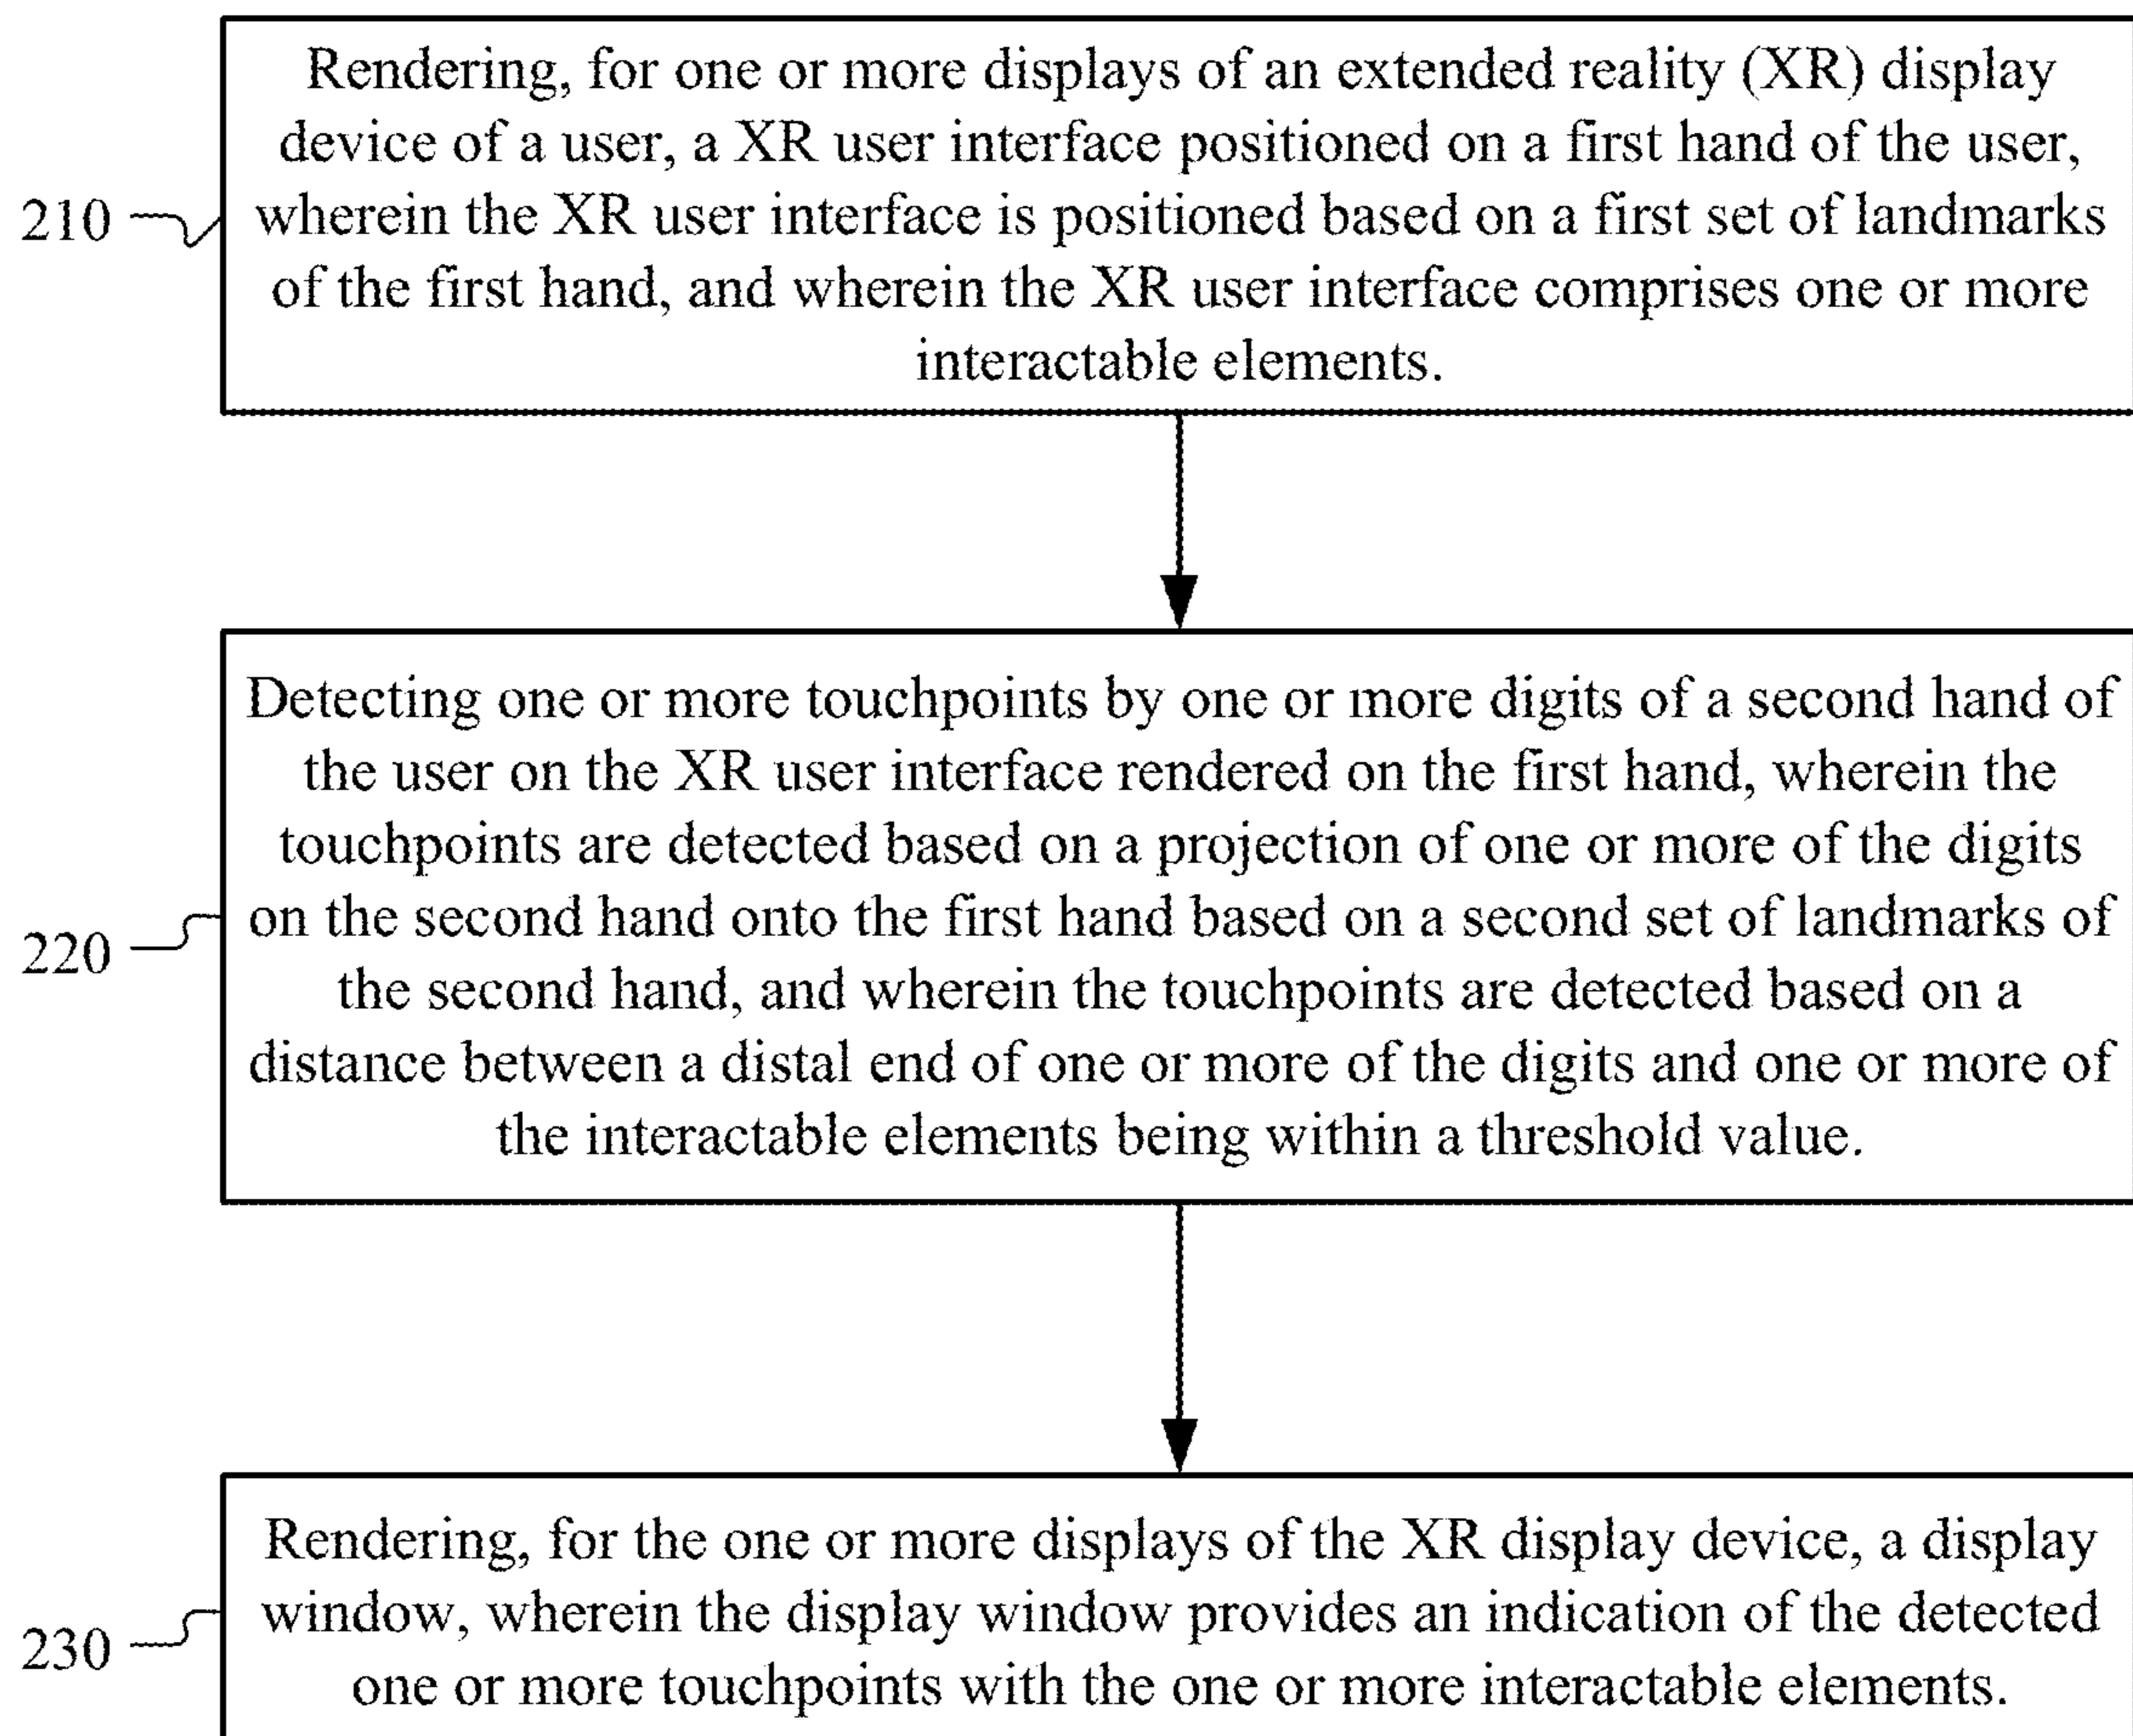 Rendering, for one or more displays of an extended reality (XR) display
device of a user, a XR user interface positioned on a first hand of the user,
210
wherein the XR user interface is positioned based on a first set of landmarks
of the first hand, and wherein the XR user interface comprises one or more
interactable elements.
Detecting one or more touchpoints by one or more digits of a second hand of
the user on the XR user interface rendered on the first hand, wherein the
touchpoints are detected based on a projection of one or more of the digits
on the second hand onto the first hand based on a second set of landmarks of
220
the second hand, and wherein the touchpoints are detected based on a
distance between a distal end of one or more of the digits and one or more of
the interactable elements being within a threshold value.
Rendering, for the one or more displays of the XR display device, a display
window, wherein the display window provides an indication of the detected
230
one or more touchpoints with the one or more interactable elements.